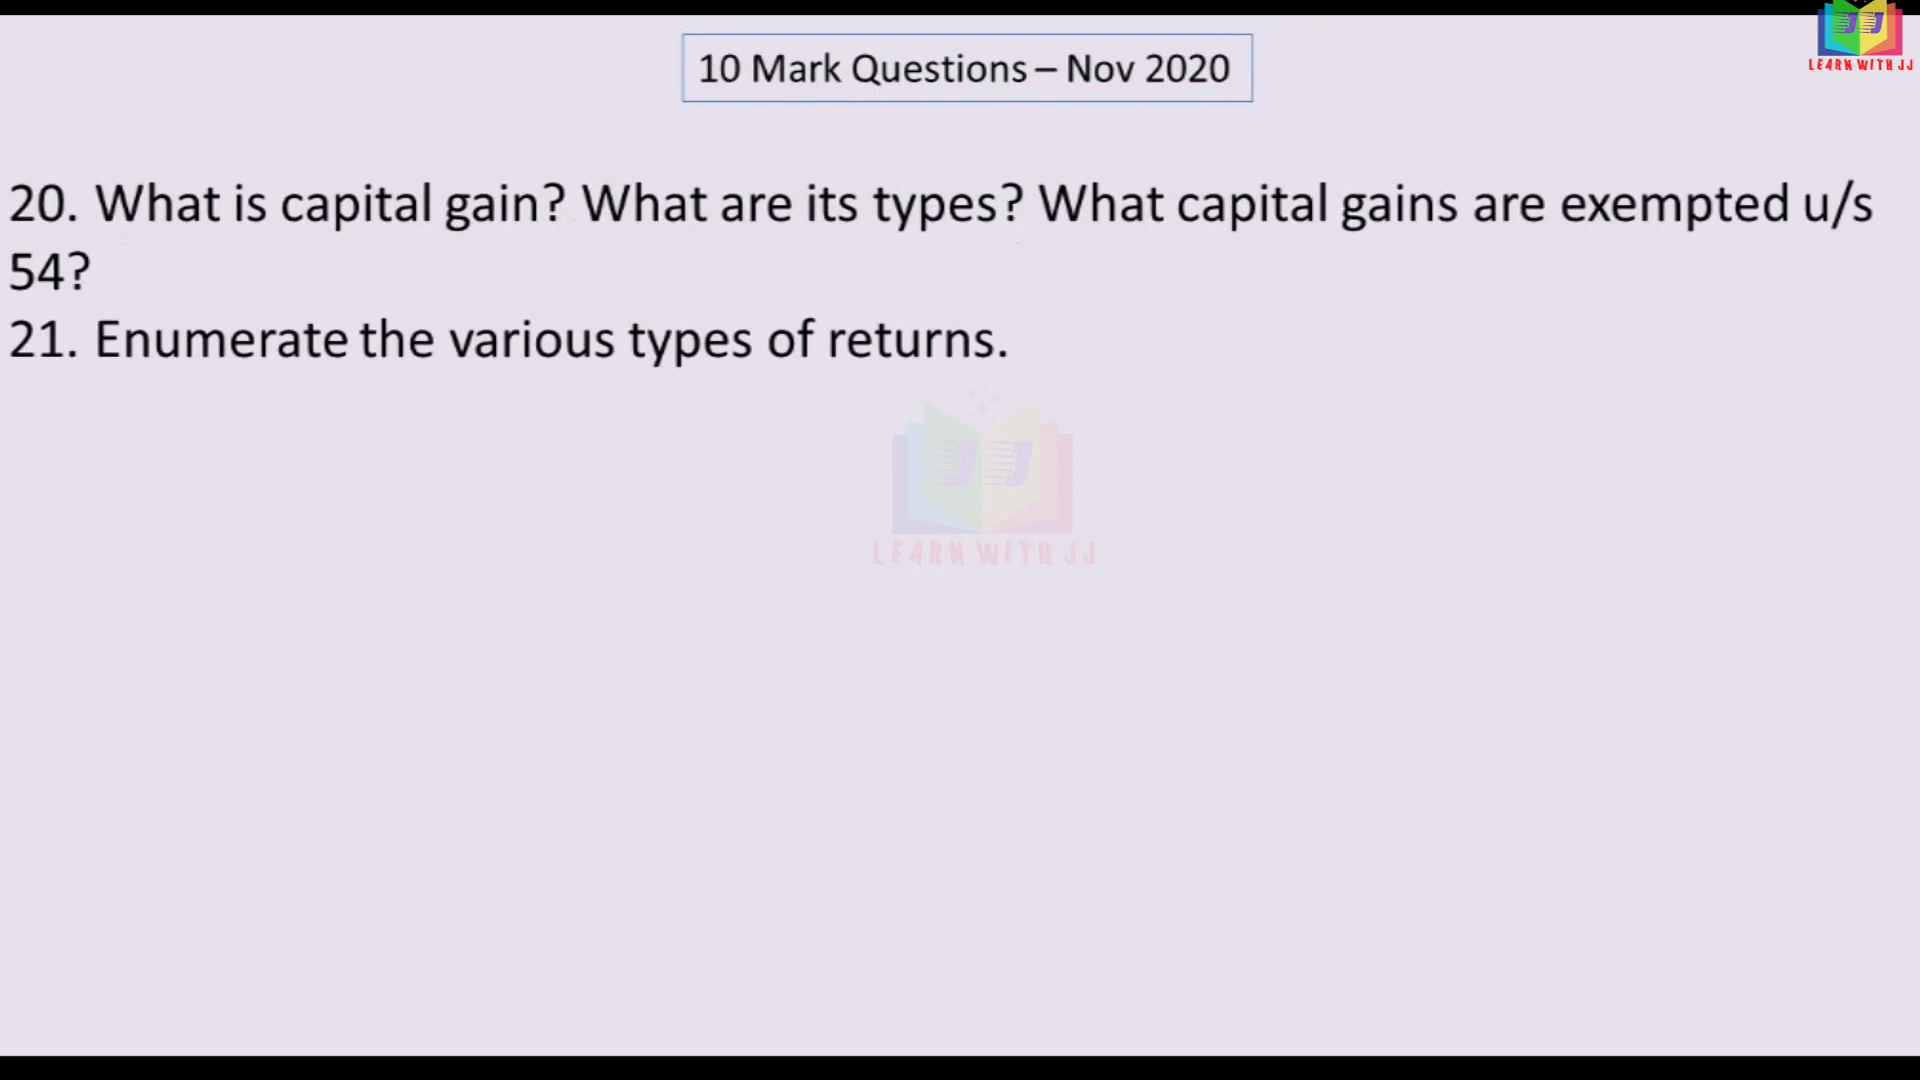 LEARN WITH JJ
10 Mark Questions – Nov 2020
20. What is capital gain? What are its types? What capital gains are exempted u/s
54?
21. Enumerate the various types of returns.
JJ
LEARN WITH JJ